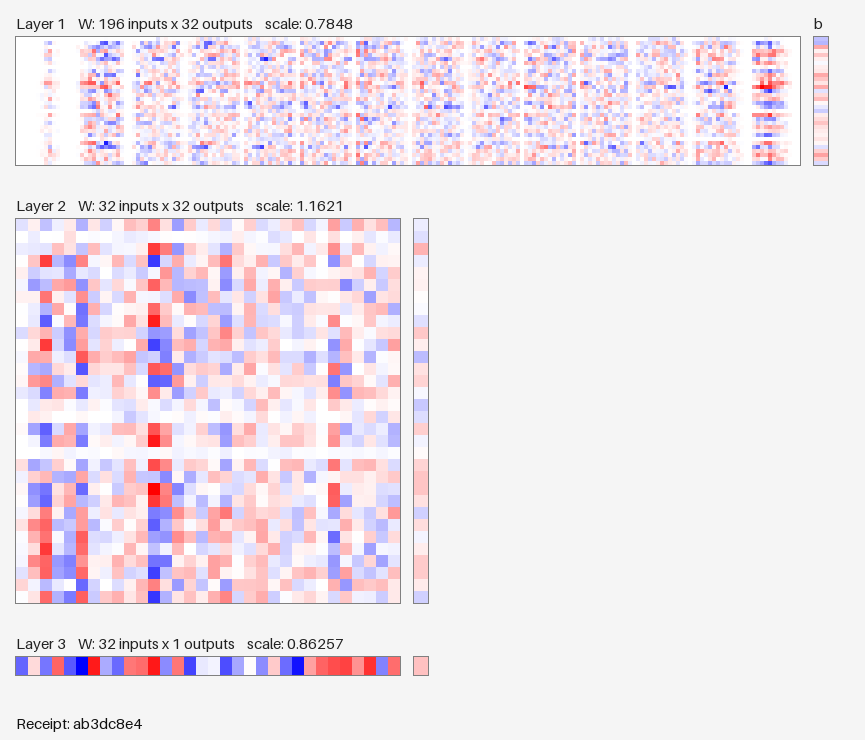 Layer 1 W: 196 inputs x 32 outputs scale: 0.7848 b
Layer 2 W: 32 inputs x 32 outputs scale: 1.1621
Layer 3 W: 32 inputs x 1 outputs scale: 0.86257
Receipt: ab3dc8e4